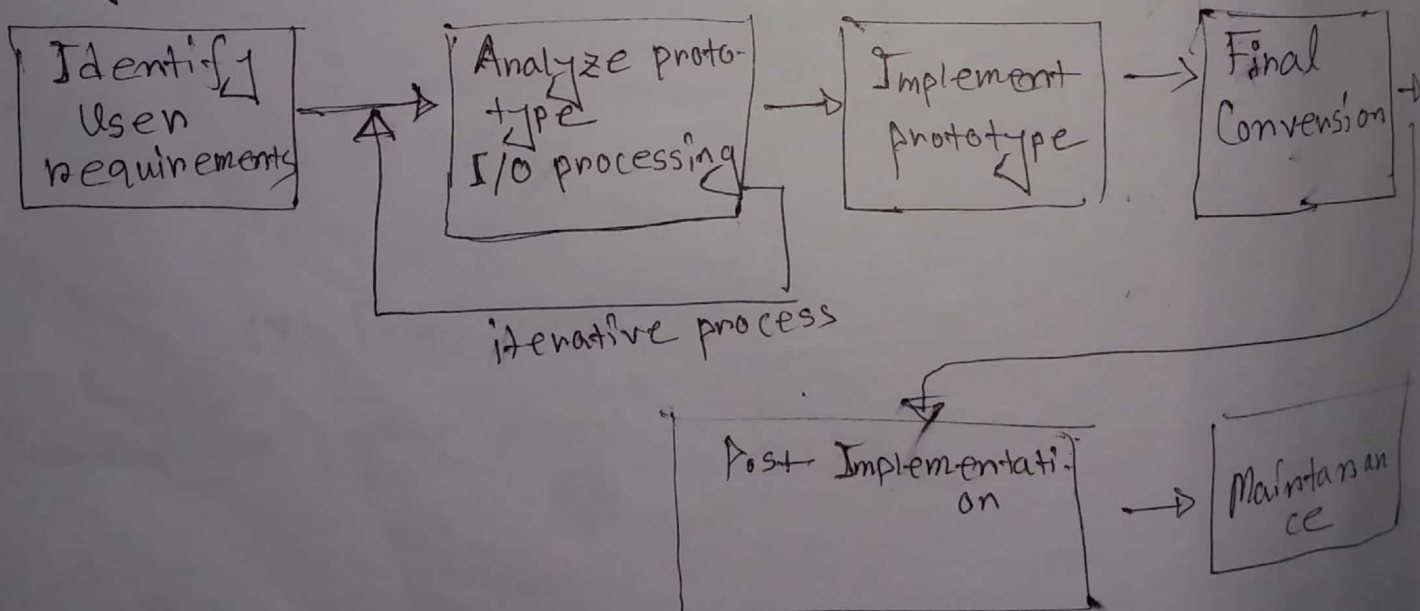 Identify
User
requirements
Analyze proto-
type
I/O processing
Implement
prototype
Final
Conversion
iterative process
Post Implementati-
on
Maintanan
ce